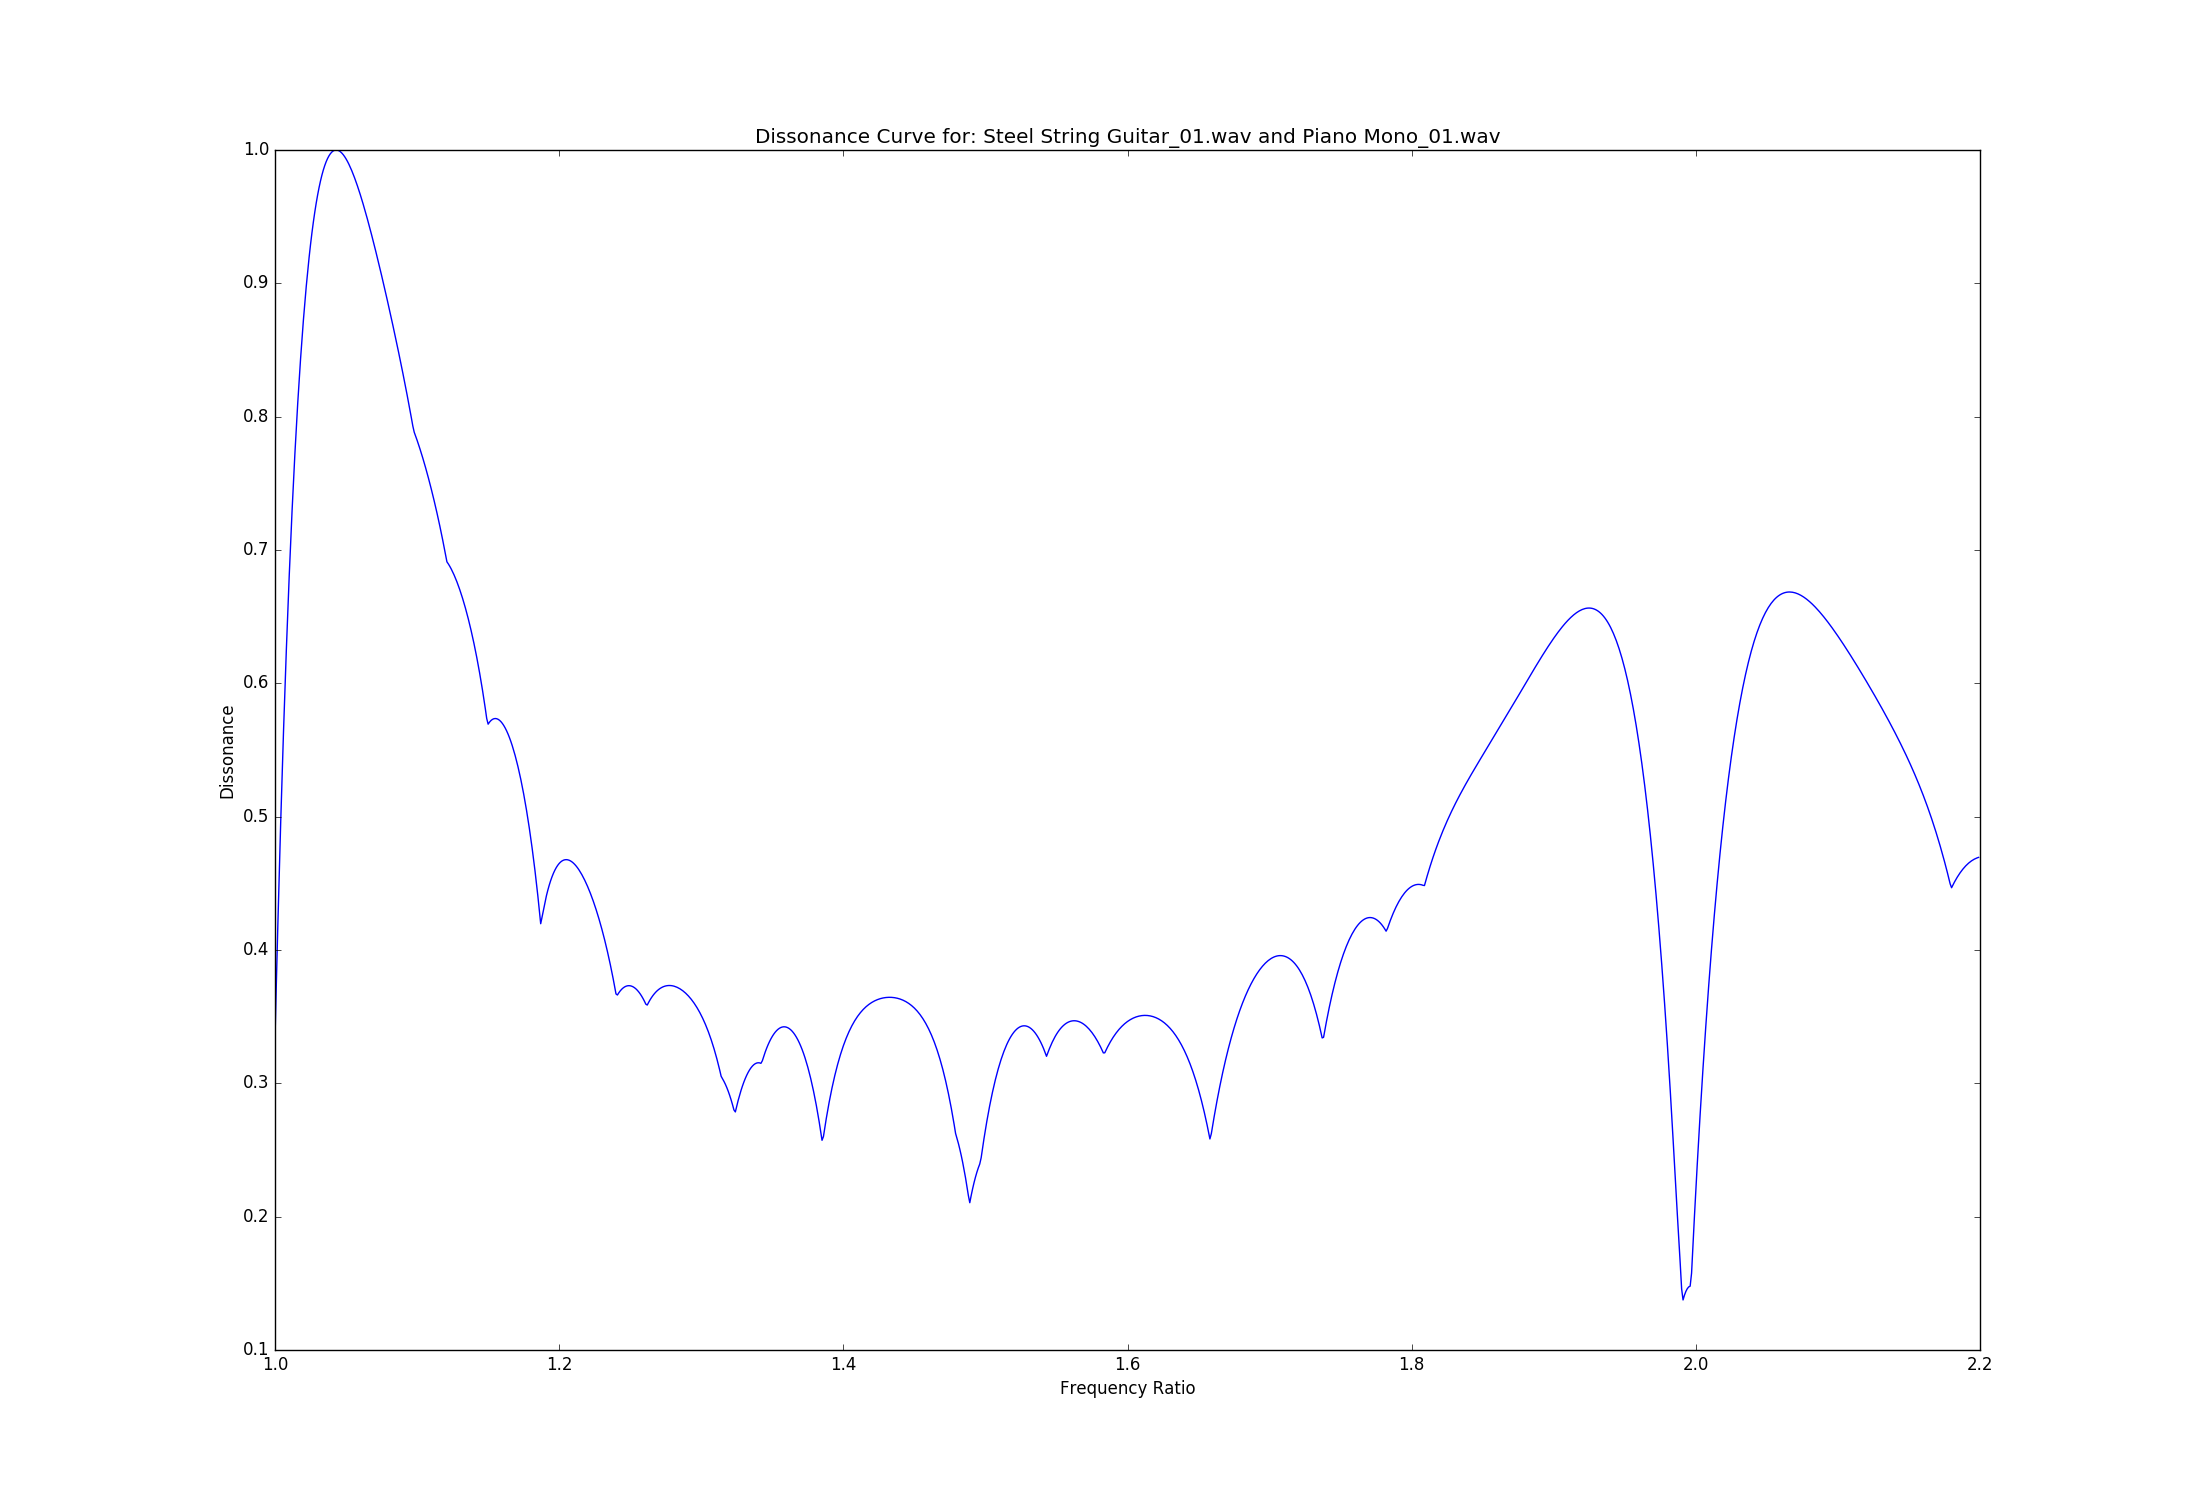 Dissonance Curve for: Steel String Guitar_01.wav and Piano Mono_01.wav
1.0
0.9
0.8
0.7
0.6
0.5
0.4
0.3
0.2
0.1
Dissonance
1.0 1.2 1.4 1.6 1.8 2.0 2.2
Frequency Ratio